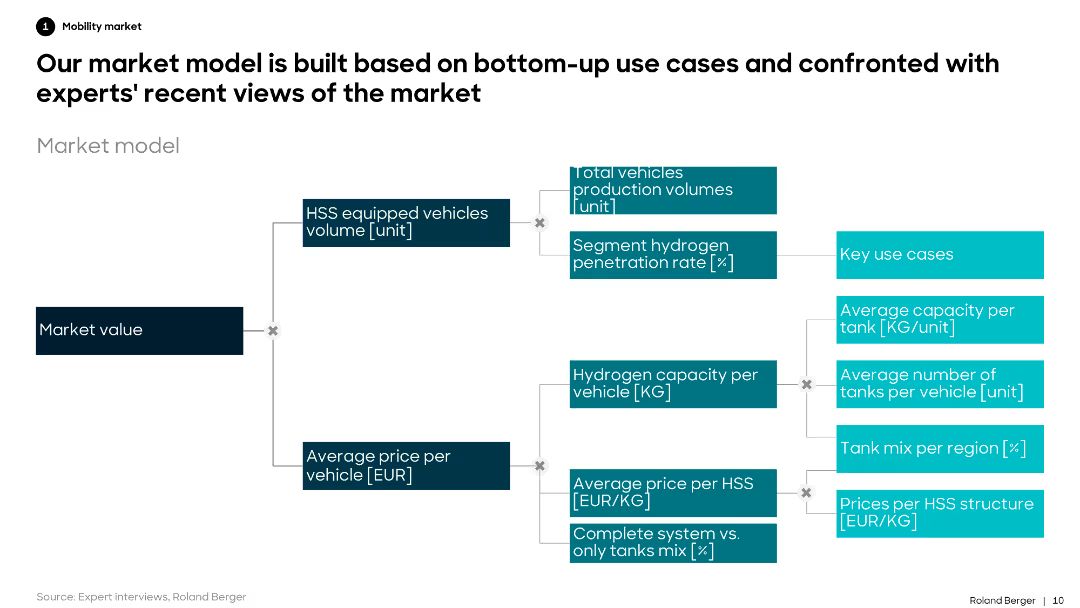 1 Mobility market
Our market model is built based on bottom-up use cases and confronted with
experts' recent views of the market
Market model
Market value
HSS equipped vehicles
volume [unit]
Average price per
vehicle [EUR]
Total vehicles
production volumes
[unit]
Segment hydrogen
penetration rate [%]
Hydrogen capacity per
vehicle [KG]
Average price per HSS
[EUR/KG]
Complete system vs.
only tanks mix [%]
Key use cases
Average capacity per
tank [KG/unit]
Average number of
tanks per vehicle [unit]
Tank mix per region [%]
Prices per HSS structure
[EUR/KG]
Source: Expert interviews, Roland Berger
Roland Berger | 10